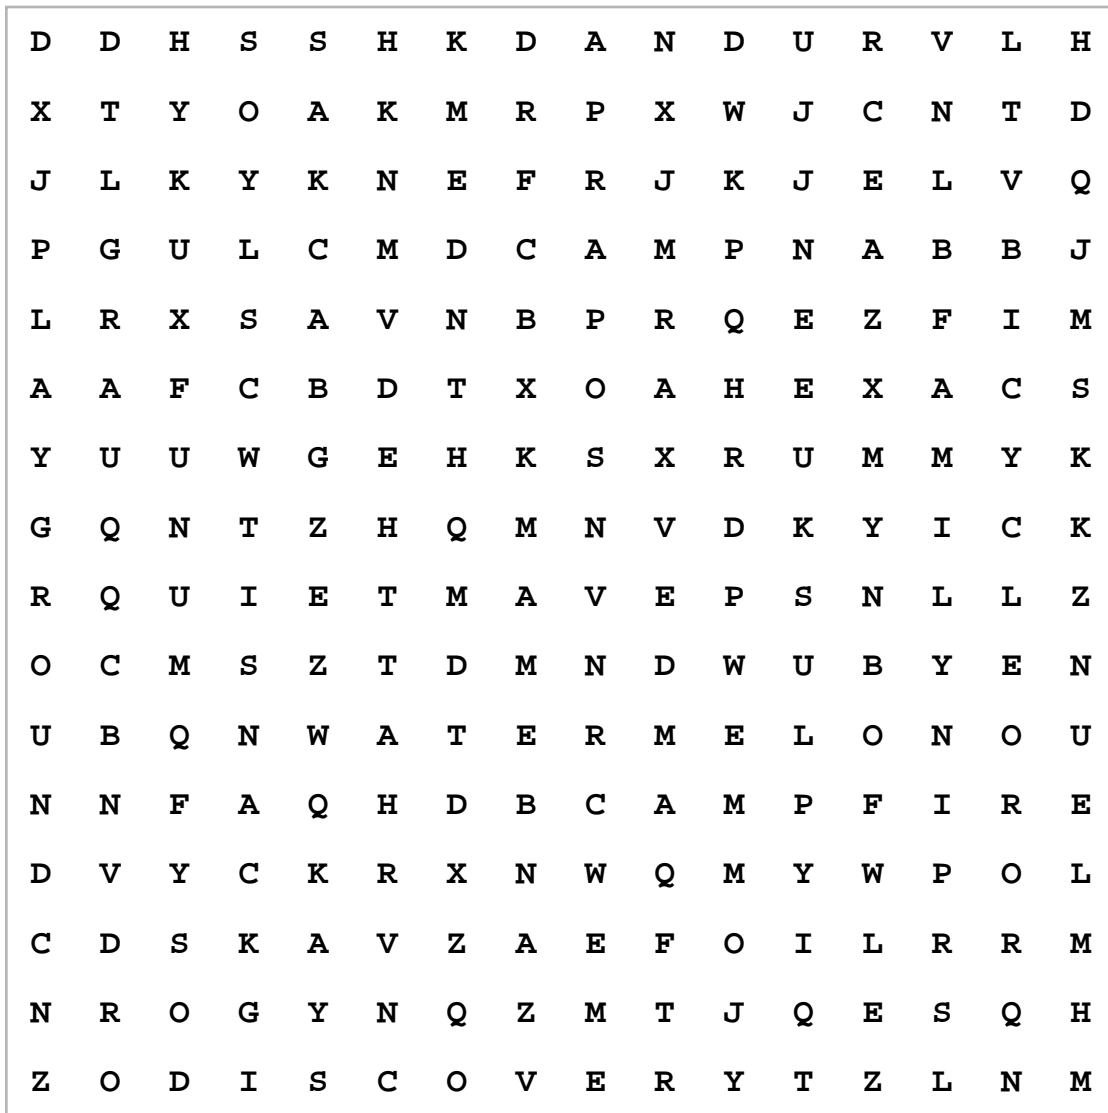 D D H S S H K D A N D U R V L H
X T Y O A K M R P X W J C N T D
J L K Y K N E F R J K J E L V Q
P G U L C M D C A M P N A B B J
L R X S A V N B P R Q E Z F I M
A A F C B D T X O A H E X A C S
Y U U W G E H K S X R U M M Y K
G Q N T Z H Q M N V D K Y I C K
R Q U I E T M A V E P S N L L Z
O C M S Z T D M N D W U B Y E N
U B Q N W A T E R M E L O N O U
N N F A Q H D B C A M P F I R E
D V Y C K R X N W Q M Y W P O L
C D S K A V Z A E F O I L R R M
N R O G Y N Q Z M T J Q E S Q H
Z O D I S C O V E R Y T Z L N M